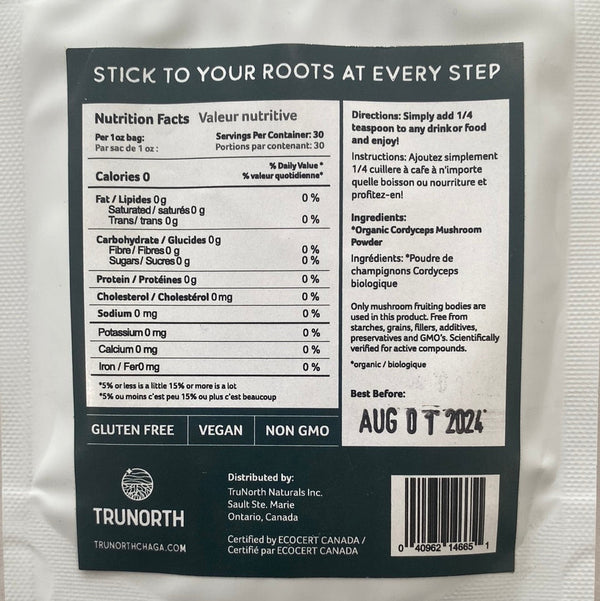 STICK TO YOUR ROOTS AT EVERY STEP
Nutrition Facts Valeur nutritive
Per 1oz bag: Servings Per Container: 30
Par sac de 1 oz : Portions par contenant: 30
% Daily Value *
Calories 0 % valeur quotidienne*
Fat / Lipides 0g 0 %
Saturated / saturés 0 g
Trans / trans 0g 0 %
Carbohydrate / Glucides 0g
Fibre / Fibres 0 g 0 %
Sugars / Sucres 0 g 0 %
Protein / Protéines 0g 0 %
Cholesterol / Cholestérol 0mg 0 %
Sodium 0 mg 0 %
Potassium 0 mg 0 %
Calcium 0 mg 0 %
Iron / Fer0 mg 0 %
*5% or less is a little 15% or more is a lot
*5% ou moins c'est peu 15% ou plus c'est beaucoup
GLUTEN FREE VEGAN NON GMO
Directions: Simply add 1/4
teaspoon to any drink or food
and enjoy!
Instructions: Ajoutez simplement
1/4 cuillere à cafe à n'importe
quelle boisson ou nourriture et
profitez-en!
Ingredients:
*Organic Cordyceps Mushroom
Powder
Ingrédients: *Poudre de
champignons Cordyceps
biologique
Only mushroom fruiting bodies are
used in this product. Free from
starches, grains, fillers, additives,
preservatives and GMO's. Scientifically
verified for active compounds.
*organic / biologique
Best Before:
AUG 01 2024
TRUNORTH
TRUNORTHCHAGA.COM
Distributed by:
TruNorth Naturals Inc.
Sault Ste. Marie
Ontario, Canada
Certified by ECOCERT CANADA /
Certifié par ECOCERT CANADA
0 40962 14665 1